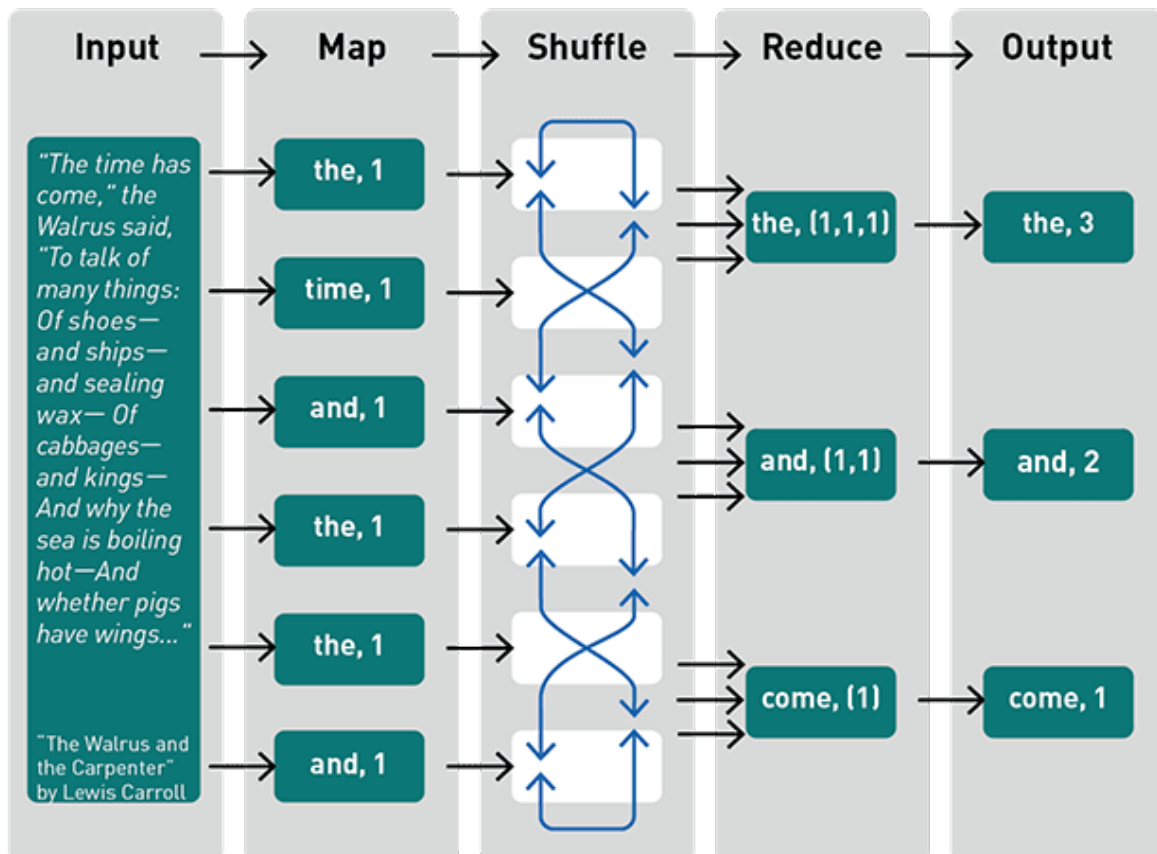 Input
Map
Shuffle
Reduce
Output
"The time has
come," the
Walrus said,
"To talk of
many things:
Of shoes—
and ships—
and sealing
wax— Of
cabbages—
and kings—
And why the
sea is boiling
hot—And
whether pigs
have wings..."
"The Walrus and
the Carpenter"
by Lewis Carroll
the, 1
time, 1
and, 1
the, 1
the, 1
and, 1
the, (1,1,1)
and, (1,1)
come, (1)
the, 3
and, 2
come, 1